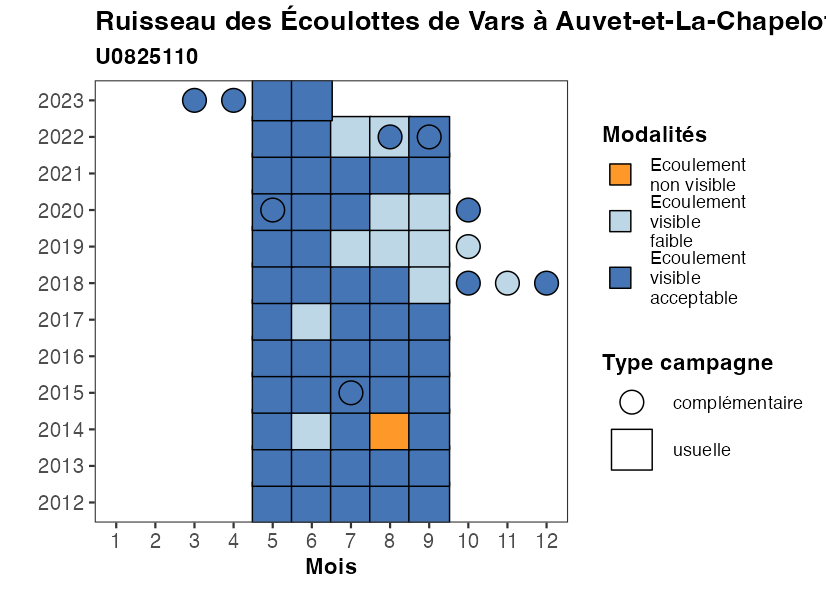 Ruisseau des Écoulottes de Vars à Auvet-et-La-Chapelo
U0825110
2023
2022
2021
2020
2019
2018
2017
2016
2015
2014
2013
2012
1 2 3 4 5 6 7 8 9 10 11 12
Mois
Modalités
Ecoulement
non visible
Ecoulement
visible
faible
Ecoulement
visible
acceptable
Type campagne
complémentaire
usuelle